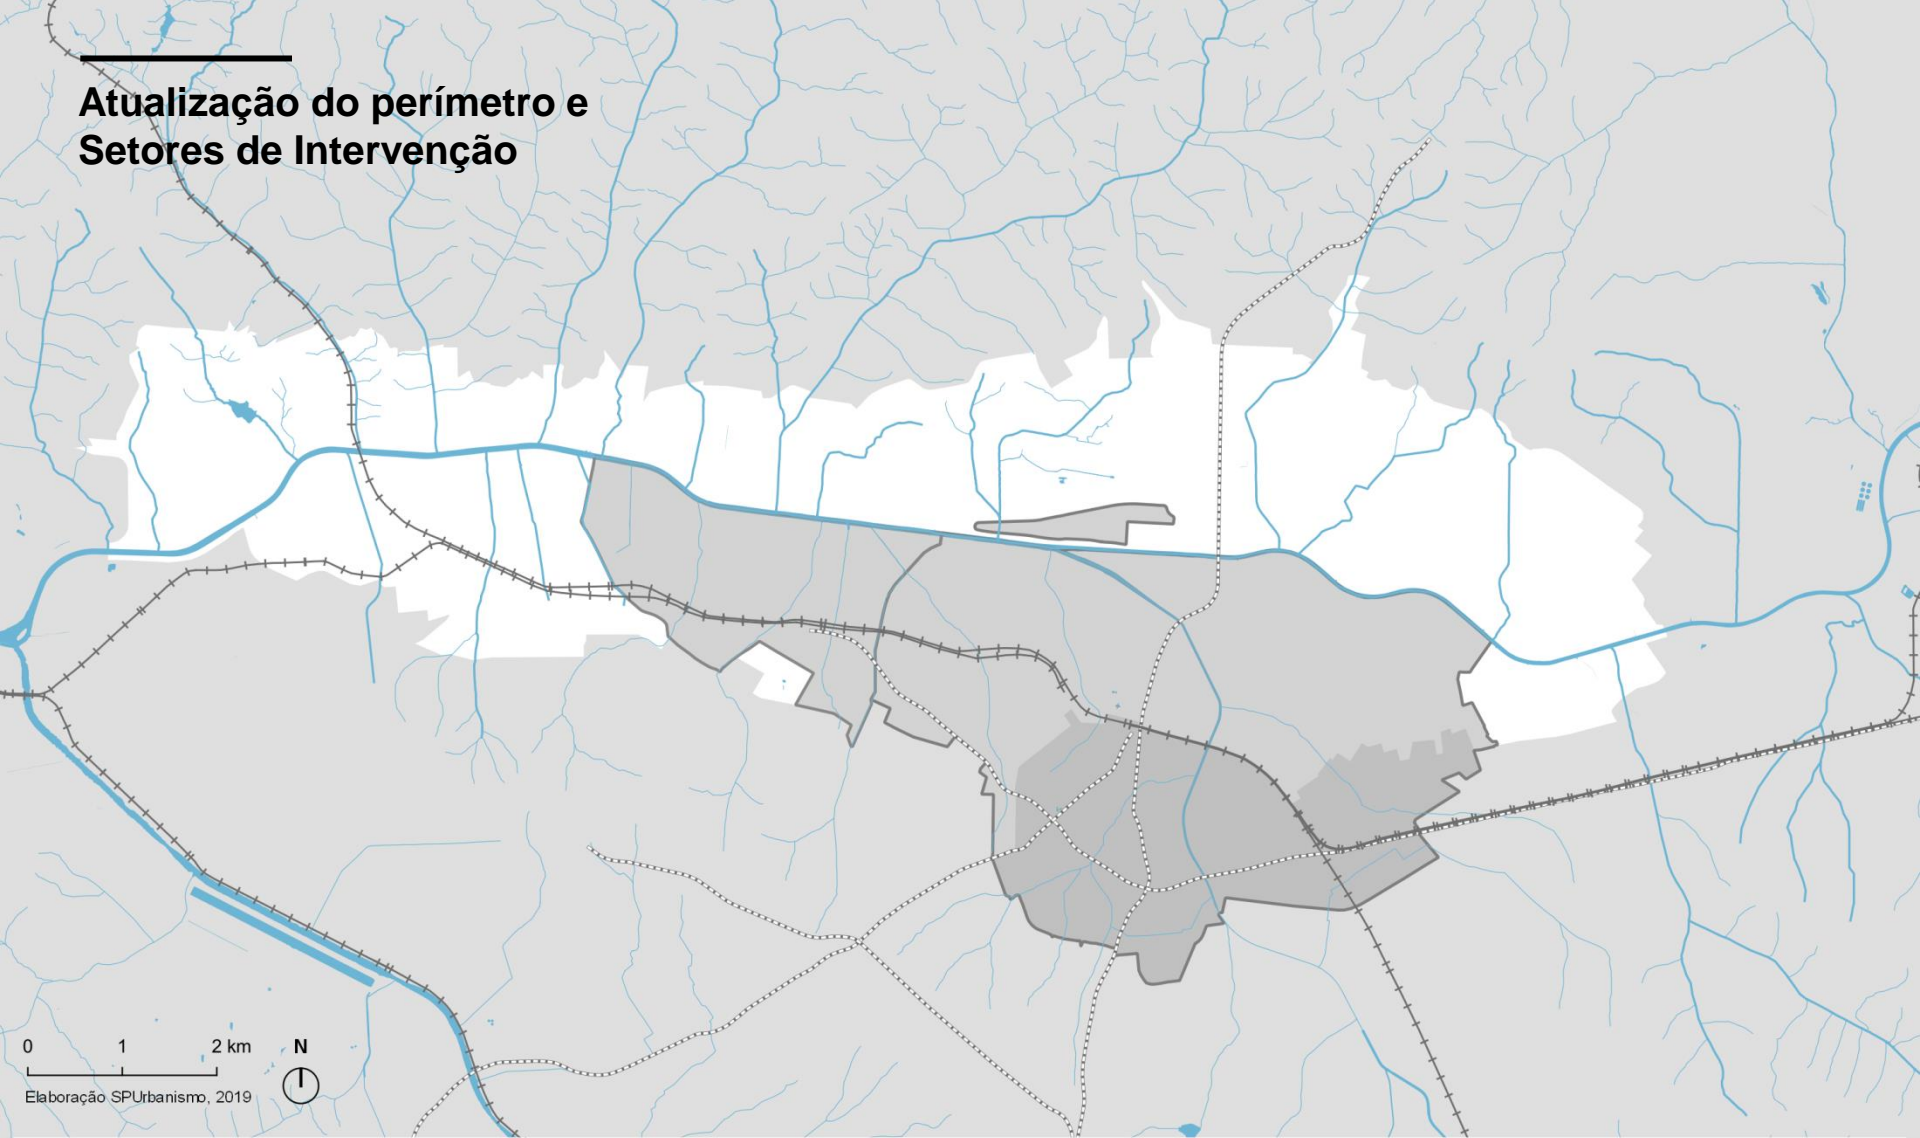 Atualização do perímetro e
Setores de Intervenção
0 1 2 km N
Elaboração SPUrbanismo, 2019